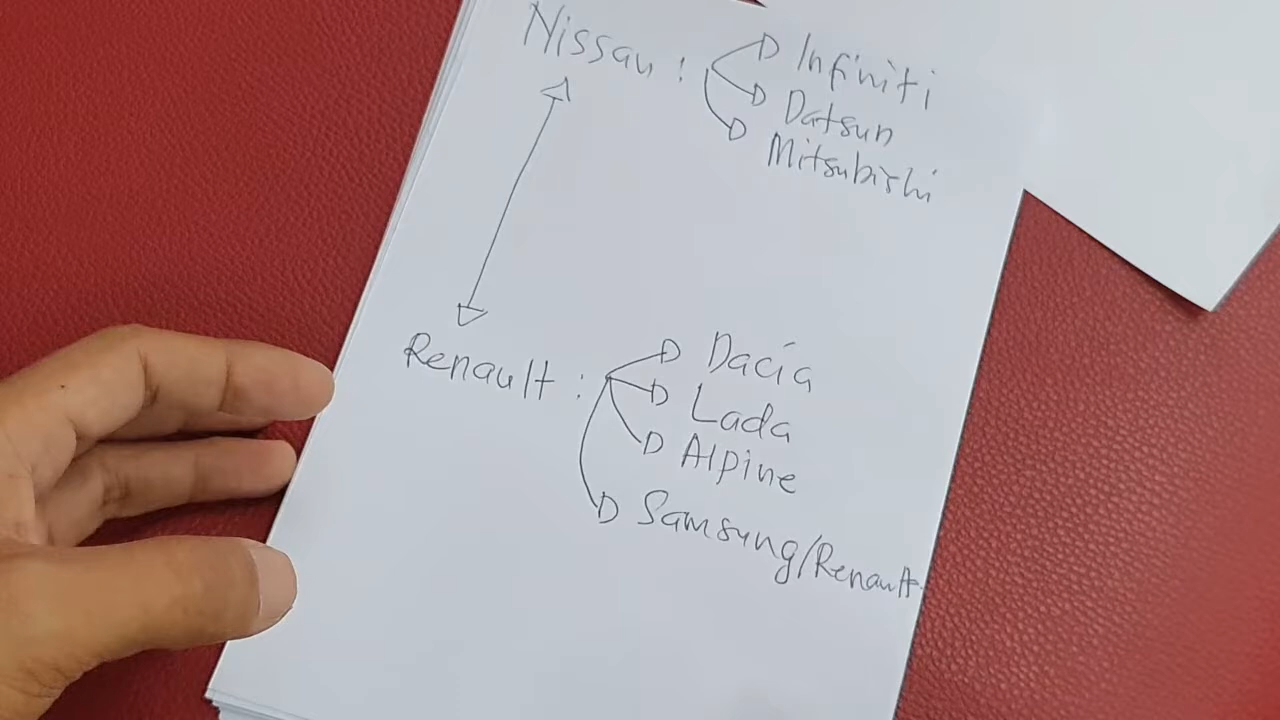 Nissan : Infiniti
Datsun
Mitsubishi
Renault : Dacia
Lada
Alpine
Samsung/Renault